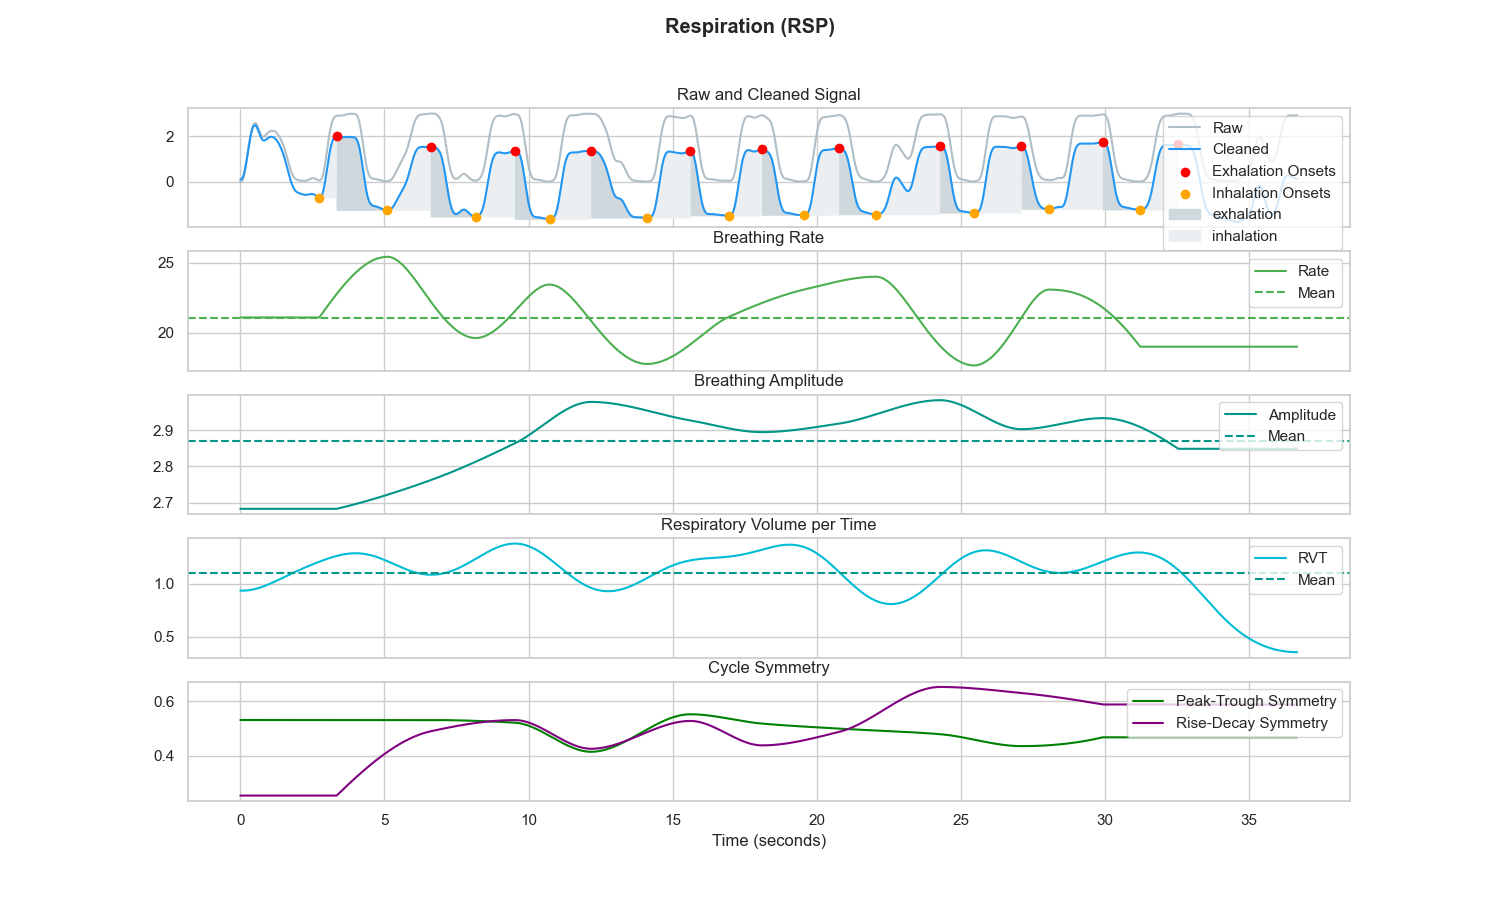 Respiration (RSP)
Raw and Cleaned Signal
2
0
Raw
Cleaned
Exhalation Onsets
Inhalation Onsets
exhalation
inhalation
Breathing Rate
25
20
Rate
Mean
Breathing Amplitude
2.9
2.8
2.7
Amplitude
Mean
Respiratory Volume per Time
1.0
0.5
RVT
Mean
Cycle Symmetry
0.6
0.4
Peak-Trough Symmetry
Rise-Decay Symmetry
0 5 10 15 20 25 30 35
Time (seconds)